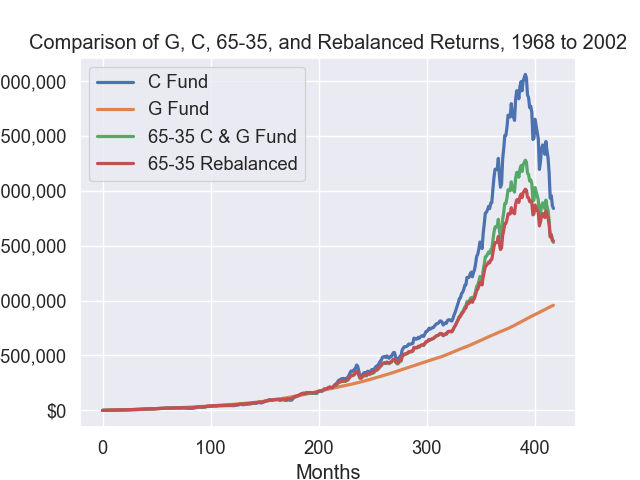 Comparison of G, C, 65-35, and Rebalanced Returns, 1968 to 2002
C Fund
G Fund
65-35 C & G Fund
65-35 Rebalanced
000,000
500,000
000,000
500,000
000,000
500,000
$0
0 100 200 300 400
Months